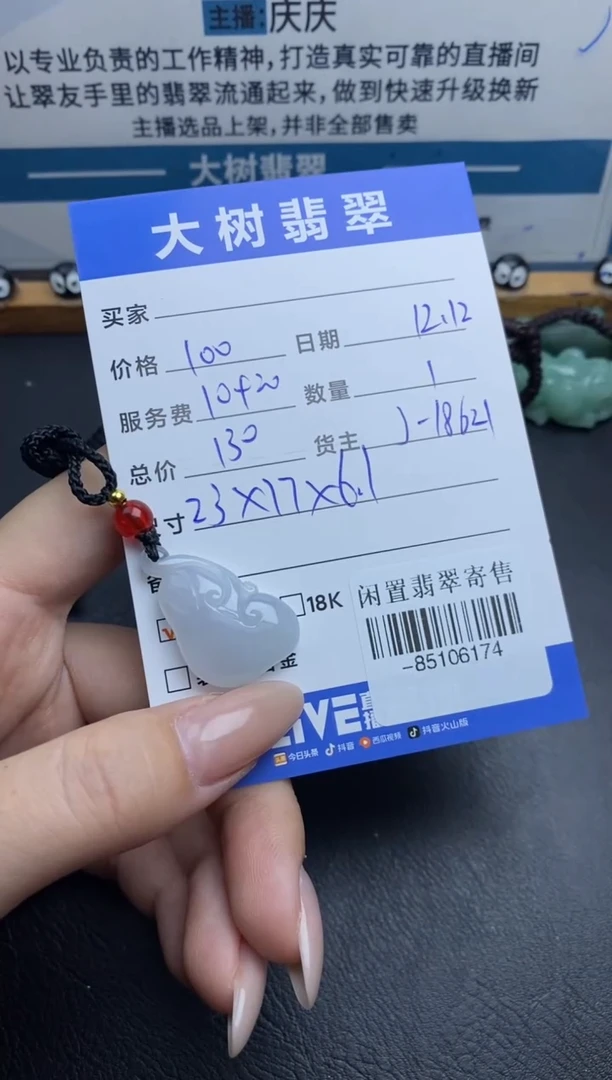 主播：庆庆
以专业负责的工作精神，打造真实可靠的直播间
让翠友手里的翡翠流通起来，做到快速升级换新
主播选品上架，并非全部售卖
大树翡翠
大树翡翠
买家
价格 100 日期 12.12
服务费 10+20 数量 1
总价 130 货主 J-18621
寸 23×17×6.1
18K
闲置翡翠寄售
-85106174
金
LIVE 直播
今日头条 抖音 西瓜视频 抖音火山版